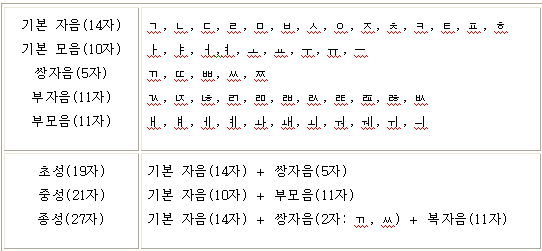 기본 자음(14자) ㄱ, ㄴ, ㄷ, ㄹ, ㅁ, ㅂ, ㅅ, ㅇ, ㅈ, ㅊ, ㅋ, ㅌ, ㅍ, ㅎ
기본 모음(10자) ㅏ, ㅑ, ㅓ,ㅕ, ㅗ, ㅛ, ㅜ, ㅠ, ㅡ
쌍자음(5자) ㄲ, ㄸ, ㅃ, ㅆ, ㅉ
부자음(11자) ㄳ, ㄵ, ㄶ, ㄺ, ㄻ, ㄼ, ㄽ, ㄾ, ㄿ, ㅀ, ㅄ
부모음(11자) ㅐ, ㅒ, ㅔ, ㅖ, ㅘ, ㅙ, ㅚ, ㅝ, ㅞ, ㅟ, ㅢ
초성(19자) 기본 자음(14자) + 쌍자음(5자)
중성(21자) 기본 자음(10자) + 부모음(11자)
종성(27자) 기본 자음(14자) + 쌍자음(2자: ㄲ, ㅆ) + 복자음(11자)